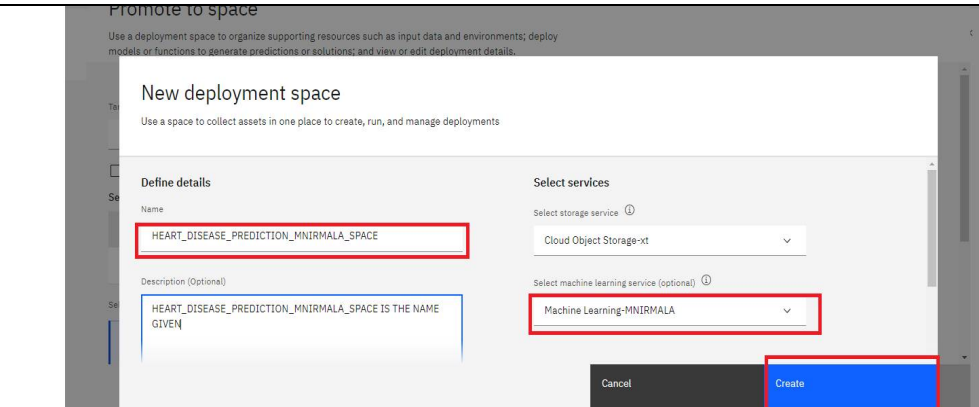 Promote to space
Use a deployment space to organize supporting resources such as input data and environments; deploy
models or functions to generate predictions or solutions; and view or edit deployment details.
New deployment space
Use a space to collect assets in one place to create, run, and manage deployments
Define details
Name
HEART_DISEASE_PREDICTION_MNIRMALA_SPACE
Description (Optional)
HEART_DISEASE_PREDICTION_MNIRMALA_SPACE IS THE NAME
GIVEN
Select services
Select storage service
Cloud Object Storage-xt
Select machine learning service (optional)
Machine Learning-MNIRMALA
Cancel
Create